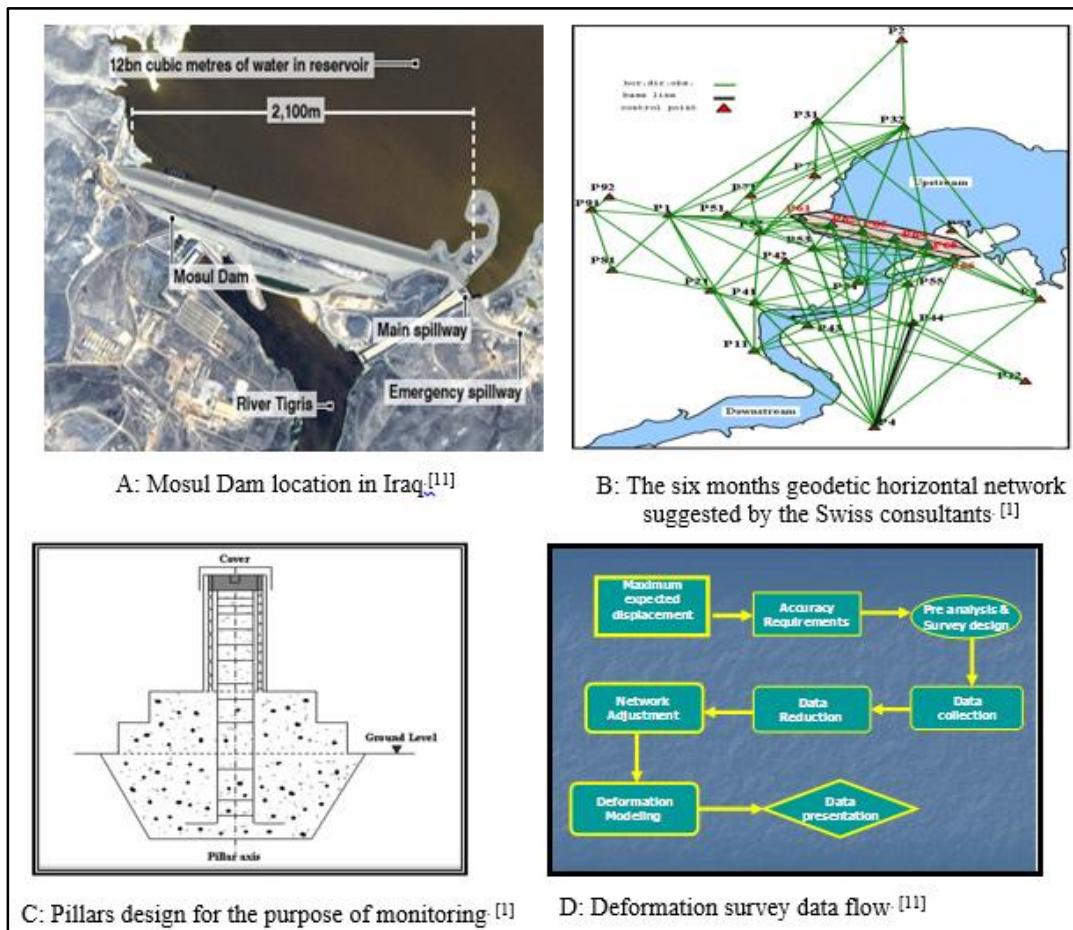 12bn cubic metres of water in reservoir
2,100m
Mosul Dam
Main spillway
Emergency spillway
River Tigris
A: Mosul Dam location in Iraq.[11]
P2
hor.dir.obs.
base line
control point
P31
P32
Upstream
P92
P91
P1
P51
P61
P42
P41
P43
P11
P55
P44
P4
Downstream
B: The six months geodetic horizontal network
suggested by the Swiss consultants. [1]
Cover
Ground Level
Pillar axis
C: Pillars design for the purpose of monitoring. [1]
Maximum
expected
displacement
Accuracy
Requirements
Pre analysis &
Survey design
Network
Adjustment
Data
Reduction
Data
collection
Deformation
Modeling
Data
presentation
D: Deformation survey data flow. [11]